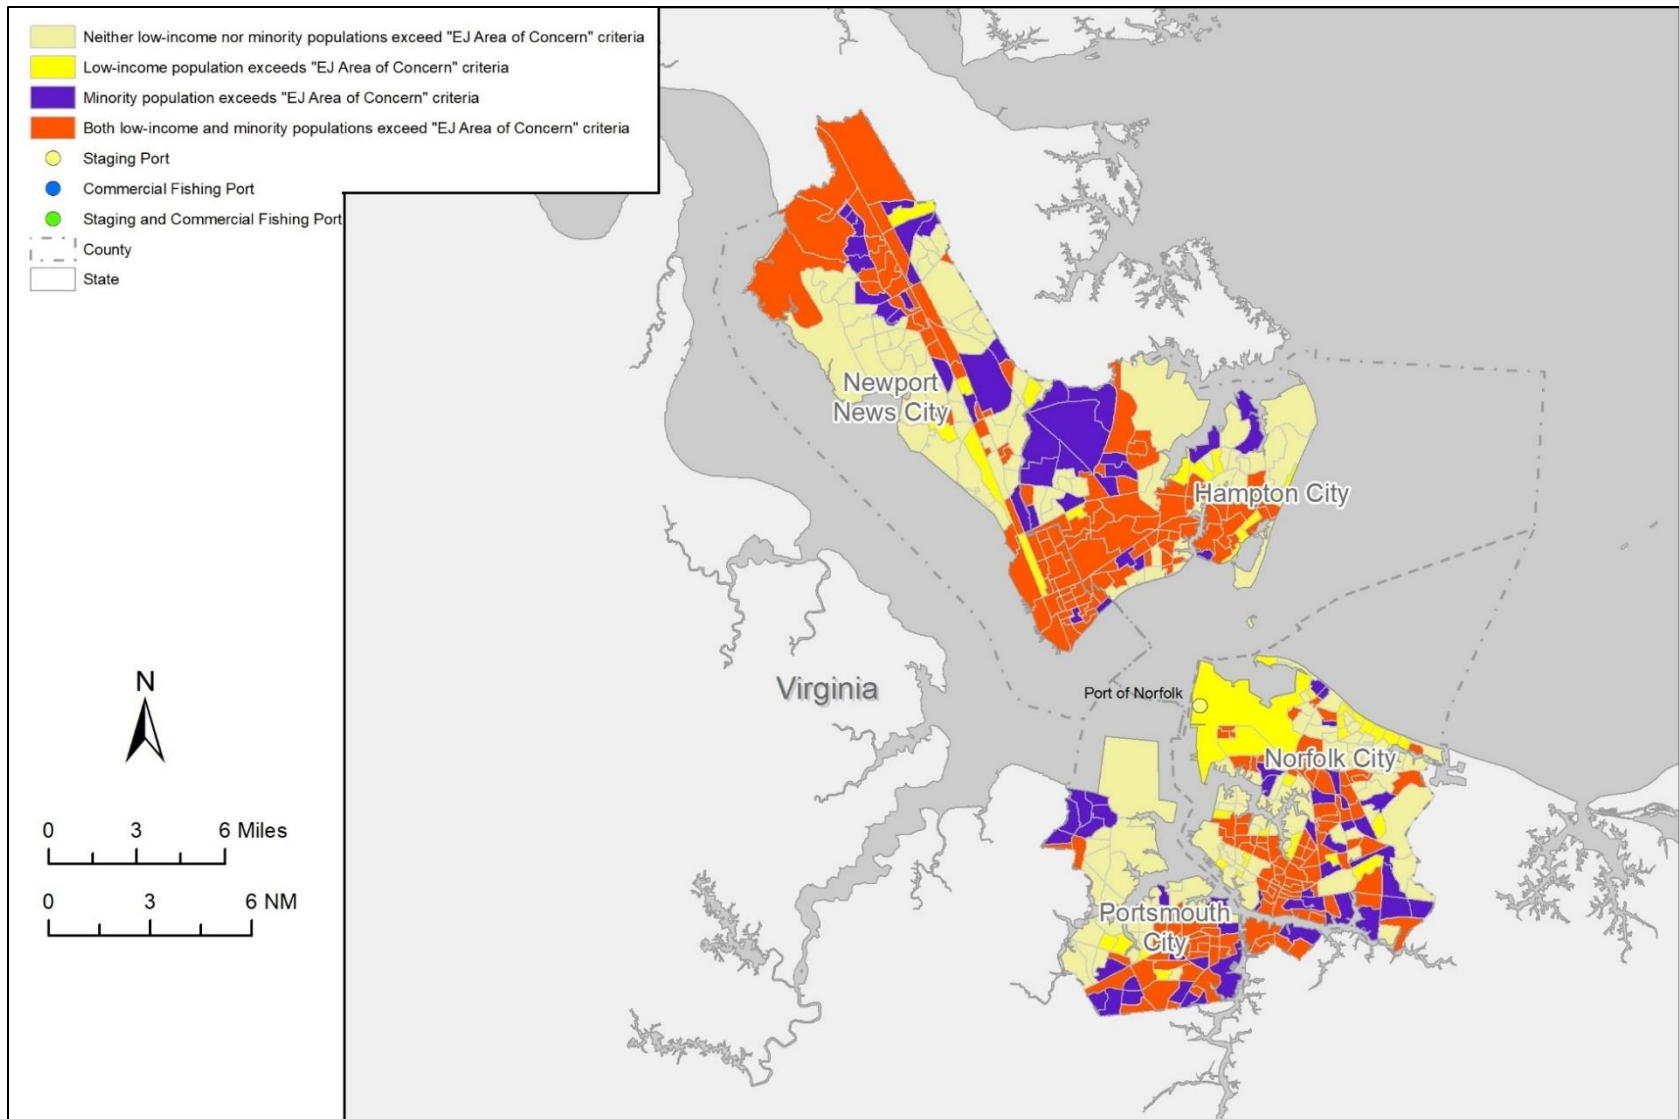 Neither low-income nor minority populations exceed "EJ Area of Concern" criteria
Low-income population exceeds "EJ Area of Concern" criteria
Minority population exceeds "EJ Area of Concern" criteria
Both low-income and minority populations exceed "EJ Area of Concern" criteria
Staging Port
Commercial Fishing Port
Staging and Commercial Fishing Port
County
State
Newport
News City
Hampton City
Virginia
Port of Norfolk
Norfolk City
Portsmouth
City
N
0 3 6 Miles
0 3 6 NM